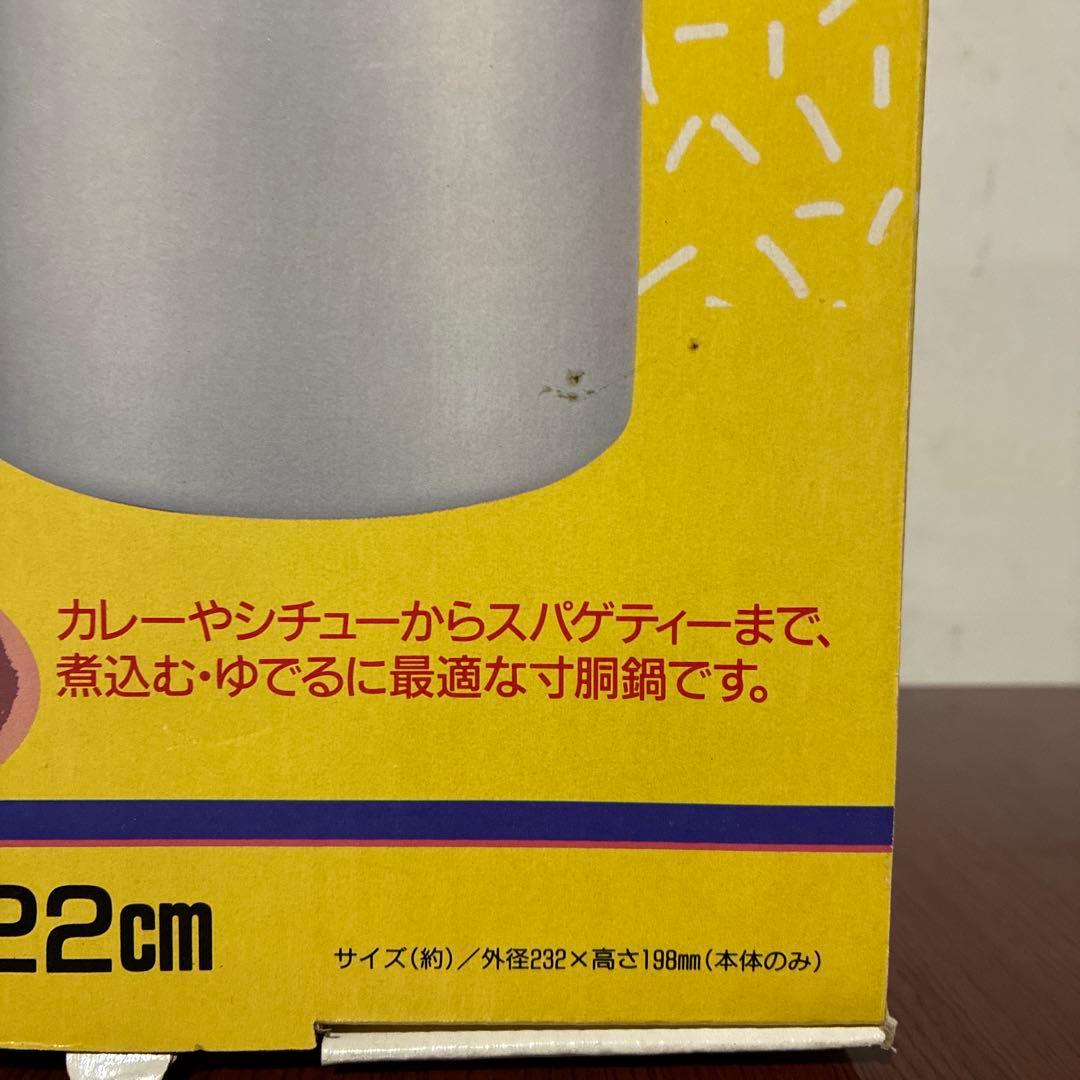 カレーやシチューからスパゲティーまで、
煮込む・ゆでるに最適な寸胴鍋です。
22cm
サイズ(約)／外径232×高さ198mm(本体のみ)